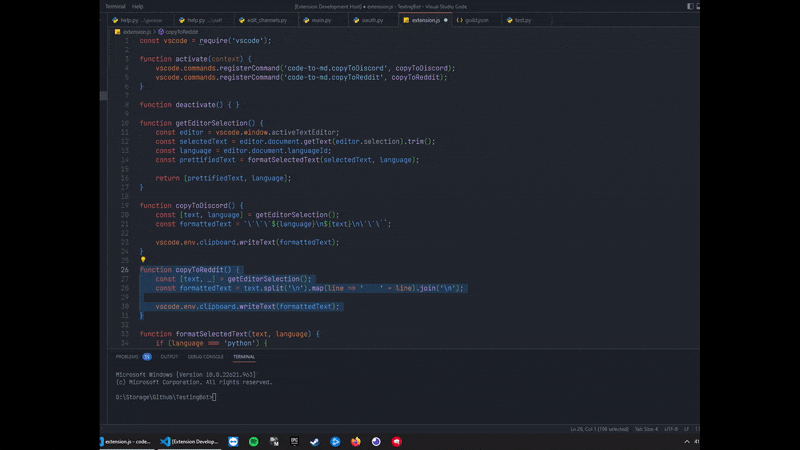 Terminal Help
[Extension Development Host] ● extension.js - TestingBot - Visual Studio Code
help.py help.py edit_channels.py main.py oauth.py extension.js test.py
extension.js > copyToReddit
1 const vscode = require('vscode');
2
3 function activate(context) {
4 vscode.commands.registerCommand('code-to-md.copyToDiscord', copyToDiscord);
5 vscode.commands.registerCommand('code-to-md.copyToReddit', copyToReddit);
6 }
7
8 function deactivate() { }
9
10 function getEditorSelection() {
11 const editor = vscode.window.activeTextEditor;
12 const selectedText = editor.document.getText(editor.selection).trim();
13 const language = editor.document.languageId;
14 const prettifiedText = formatSelectedText(selectedText, language);
15
16 return [prettifiedText, language];
17 }
18
19 function copyToDiscord() {
20 const [text, language] = getEditorSelection();
21 const formattedText = `\`\`\`${language}\n${text}\n\`\`\``;
22
23 vscode.env.clipboard.writeText(formattedText);
24 }
25
26 function copyToReddit() {
27 const [text, _] = getEditorSelection();
28 const formattedText = text.split('\n').map(line => '    ' + line).join('\n');
29
30 vscode.env.clipboard.writeText(formattedText);
31 }
32
33 function formatSelectedText(text, language) {
34 if (language === 'python') {
PROBLEMS 14 OUTPUT DEBUG CONSOLE TERMINAL
Microsoft Windows [Version 10.0.22621.963]
(c) Microsoft Corporation. All rights reserved.
D:\Storage\Github\TestingBot>
Ln 26, Col 1 (198 selected) Tab Size: 4 UTF-8 LF
extension.js - code... [Extension Develop...